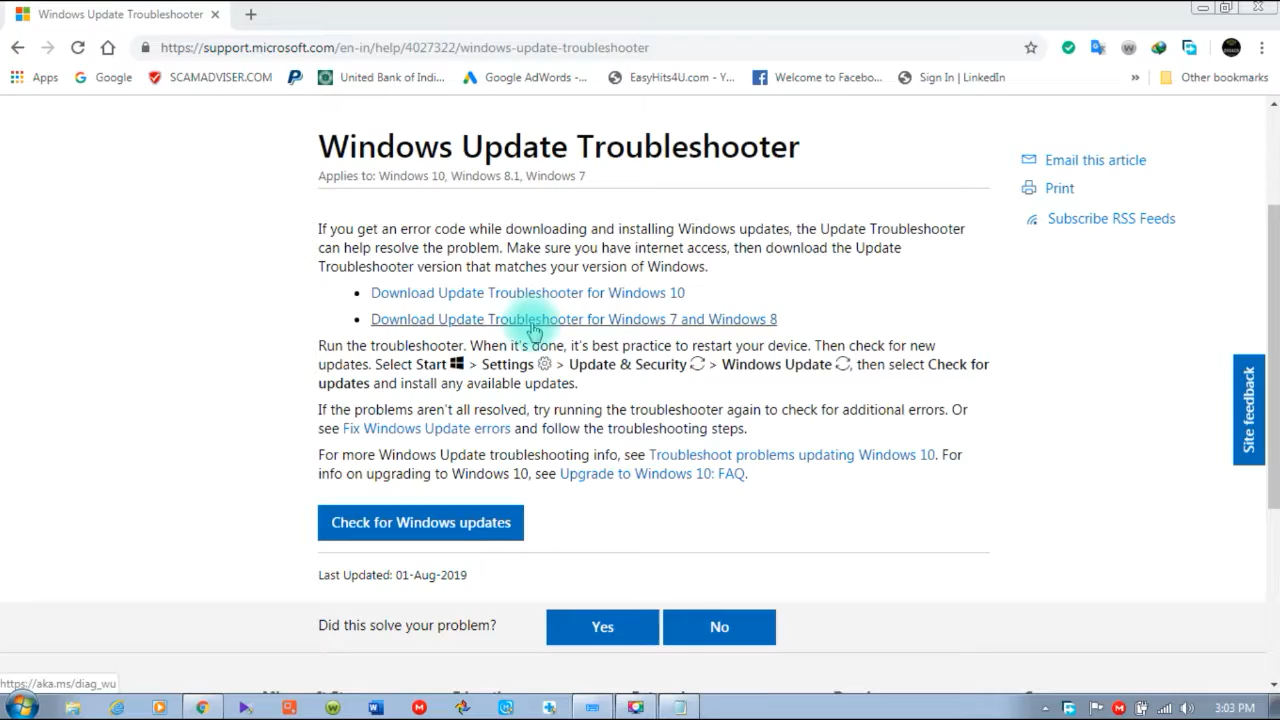 Windows Update Troubleshooter
https://support.microsoft.com/en-in/help/4027322/windows-update-troubleshooter
Apps Google SCAMADVISER.COM United Bank of Indi... Google AdWords -... EasyHits4U.com - Y... Welcome to Facebo... Sign In | LinkedIn » Other bookmarks
Windows Update Troubleshooter
Applies to: Windows 10, Windows 8.1, Windows 7
Email this article
Print
Subscribe RSS Feeds
If you get an error code while downloading and installing Windows updates, the Update Troubleshooter
can help resolve the problem. Make sure you have internet access, then download the Update
Troubleshooter version that matches your version of Windows.
• Download Update Troubleshooter for Windows 10
• Download Update Troubleshooter for Windows 7 and Windows 8
Run the troubleshooter. When it's done, it's best practice to restart your device. Then check for new
updates. Select Start > Settings > Update & Security > Windows Update , then select Check for
updates and install any available updates.
If the problems aren't all resolved, try running the troubleshooter again to check for additional errors. Or
see Fix Windows Update errors and follow the troubleshooting steps.
For more Windows Update troubleshooting info, see Troubleshoot problems updating Windows 10. For
info on upgrading to Windows 10, see Upgrade to Windows 10: FAQ.
Site feedback
Check for Windows updates
Last Updated: 01-Aug-2019
Did this solve your problem? Yes No
https://aka.ms/diag_wu
3:03 PM